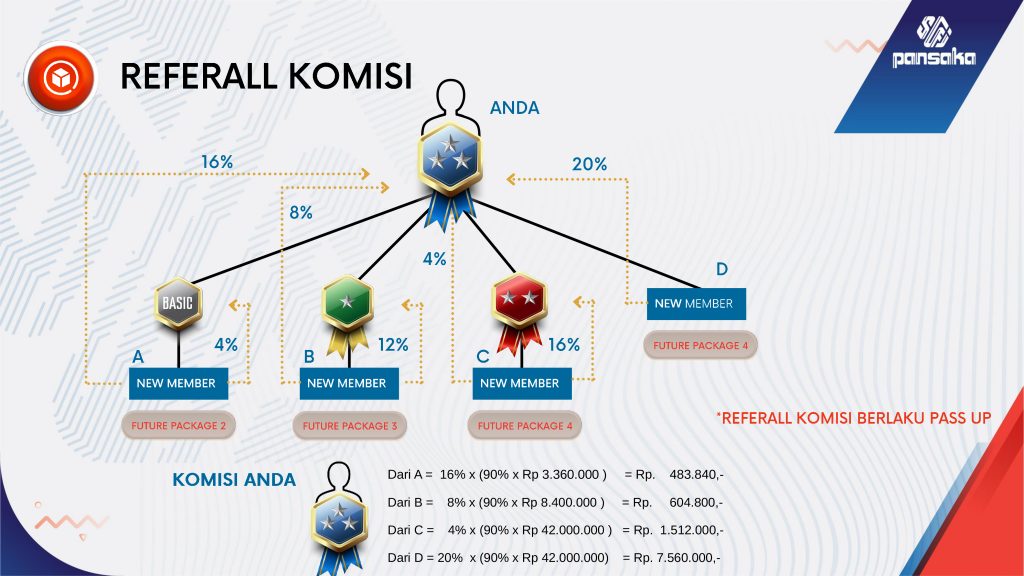 REFERALL KOMISI
pansaka
ANDA
16%
20%
8%
4%
D
NEW MEMBER
FUTURE PACKAGE 4
BASIC
4%
12%
16%
A
B
C
NEW MEMBER
NEW MEMBER
NEW MEMBER
FUTURE PACKAGE 2
FUTURE PACKAGE 3
FUTURE PACKAGE 4
*REFERALL KOMISI BERLAKU PASS UP
KOMISI ANDA
Dari A = 16% x (90% x Rp 3.360.000 ) = Rp. 483.840,-
Dari B = 8% x (90% x Rp 8.400.000 ) = Rp. 604.800,-
Dari C = 4% x (90% x Rp 42.000.000 ) = Rp. 1.512.000,-
Dari D = 20% x (90% x Rp 42.000.000) = Rp. 7.560.000,-